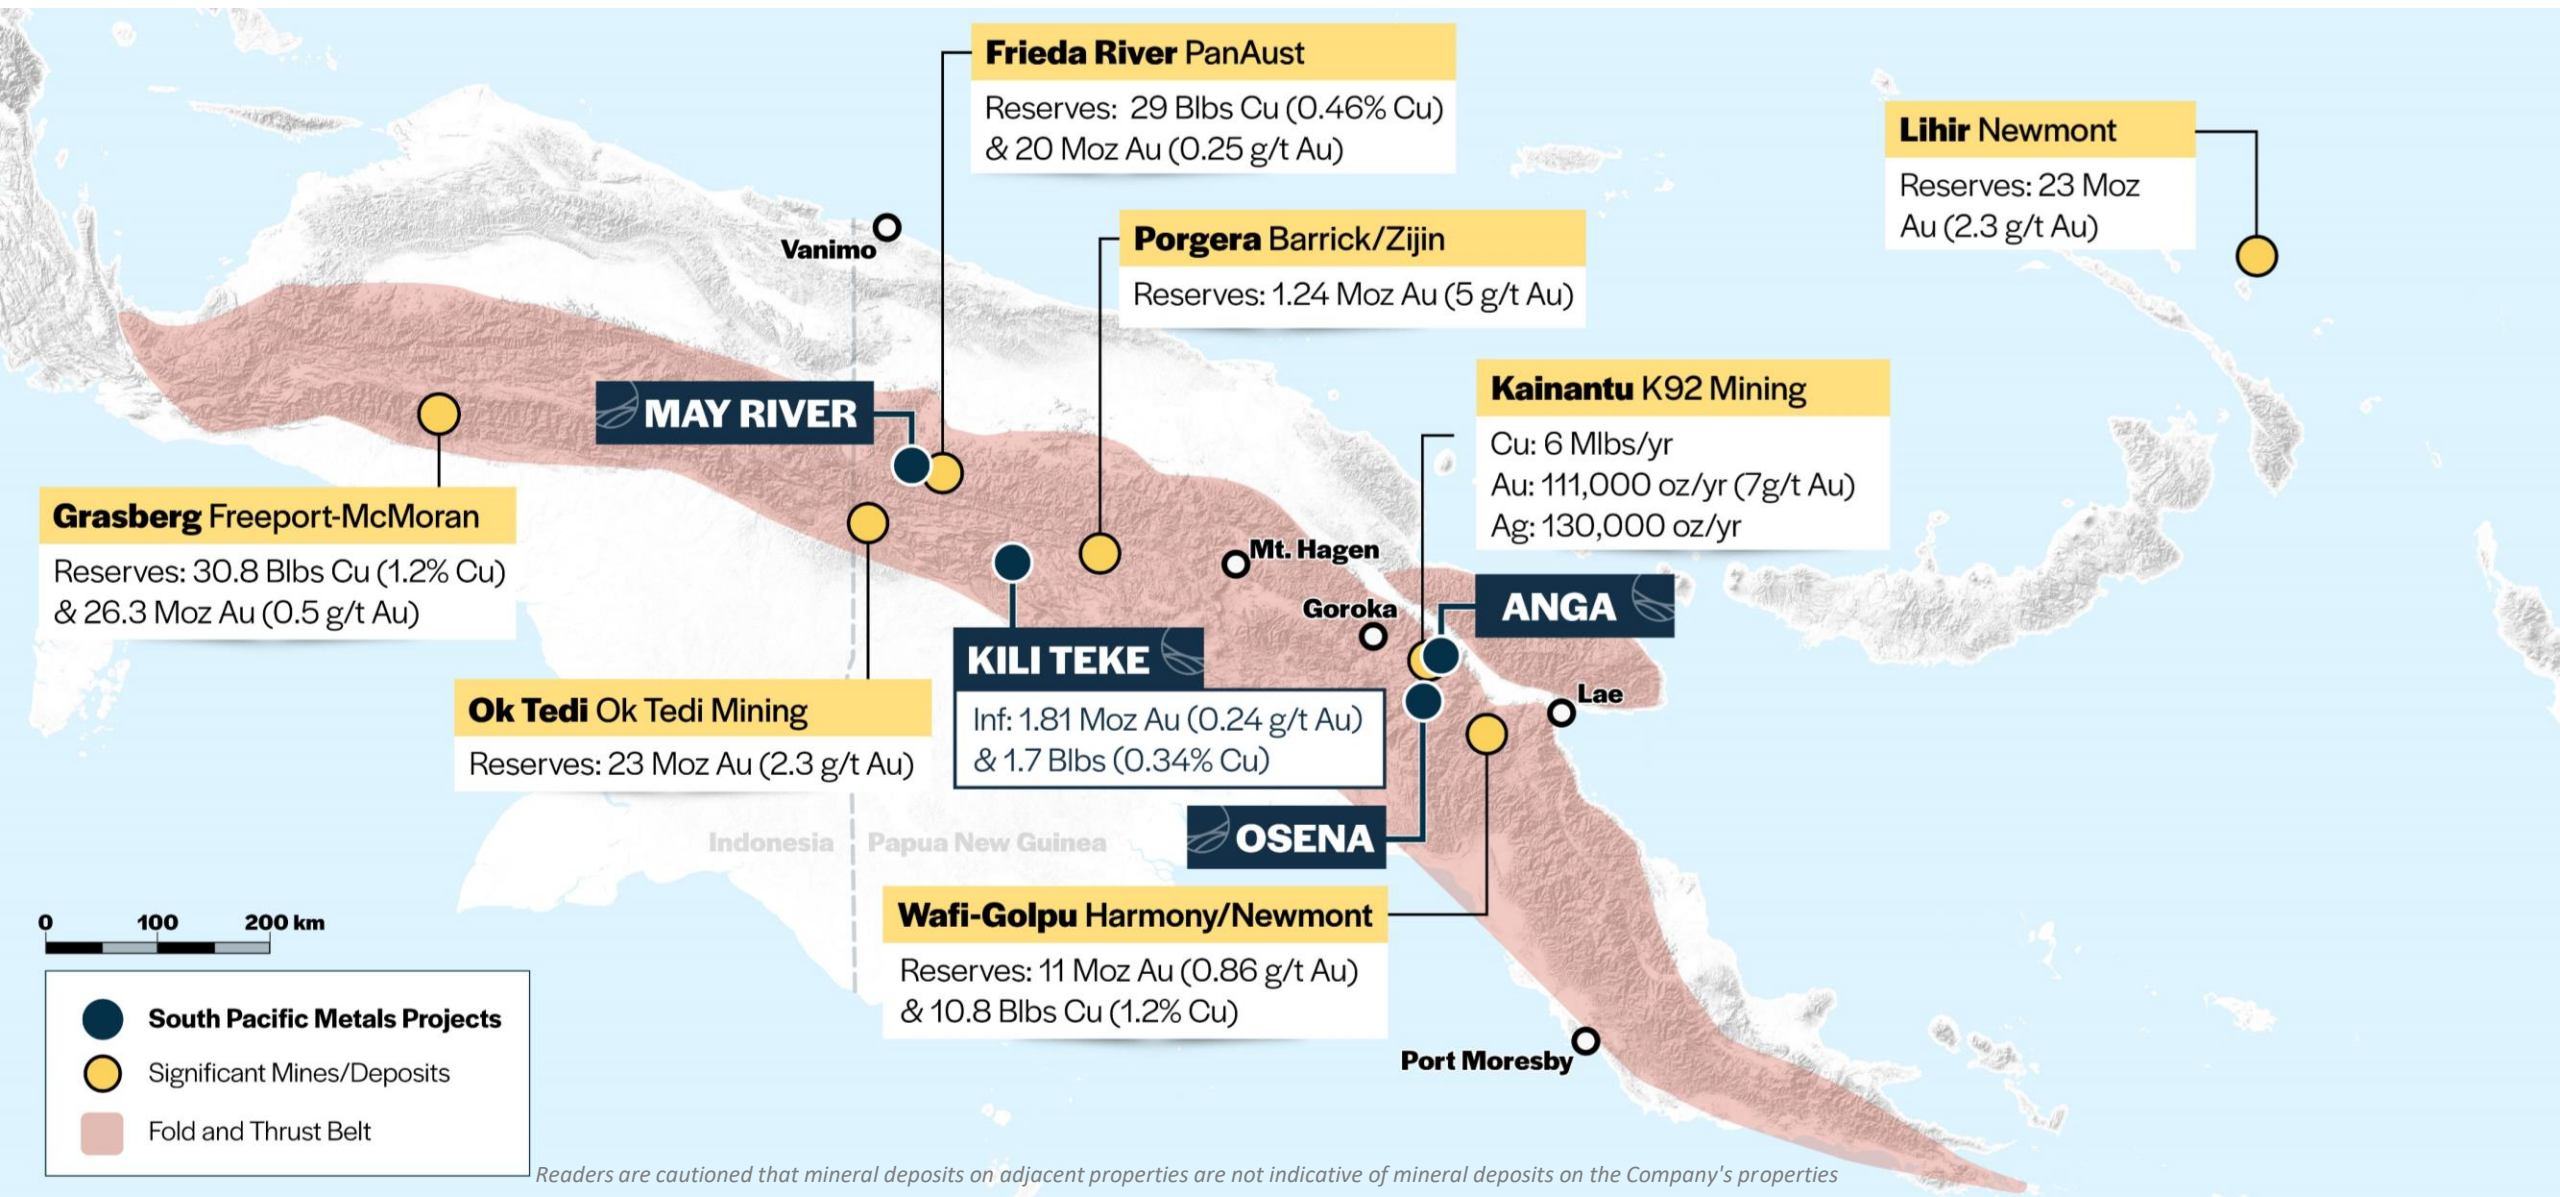 Frieda River PanAust
Reserves: 29 Blbs Cu (0.46% Cu)
& 20 Moz Au (0.25 g/t Au)
Lihir Newmont
Reserves: 23 Moz
Au (2.3 g/t Au)
Porgera Barrick/Zijin
Reserves: 1.24 Moz Au (5 g/t Au)
Vanimo
Kainantu K92 Mining
Cu: 6 Mlbs/yr
Au: 111,000 oz/yr (7g/t Au)
Ag: 130,000 oz/yr
MAY RIVER
Grasberg Freeport-McMoran
Reserves: 30.8 Blbs Cu (1.2% Cu)
& 26.3 Moz Au (0.5 g/t Au)
Mt. Hagen
Goroka
ANGA
KILI TEKE
Inf: 1.81 Moz Au (0.24 g/t Au)
& 1.7 Blbs (0.34% Cu)
Lae
Ok Tedi Ok Tedi Mining
Reserves: 23 Moz Au (2.3 g/t Au)
OSENA
Indonesia
Papua New Guinea
Wafi-Golpu Harmony/Newmont
Reserves: 11 Moz Au (0.86 g/t Au)
& 10.8 Blbs Cu (1.2% Cu)
Port Moresby
0 100 200 km
South Pacific Metals Projects
Significant Mines/Deposits
Fold and Thrust Belt
Readers are cautioned that mineral deposits on adjacent properties are not indicative of mineral deposits on the Company's properties